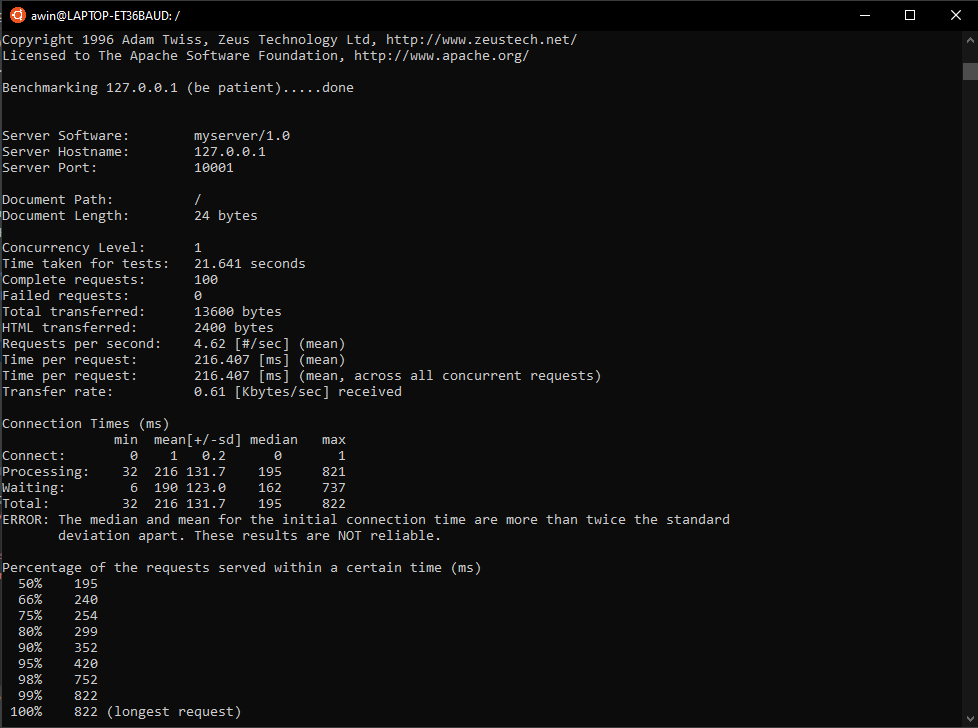 awin@LAPTOP-ET36BAUD: /
Copyright 1996 Adam Twiss, Zeus Technology Ltd, http://www.zeustech.net/
Licensed to The Apache Software Foundation, http://www.apache.org/

Benchmarking 127.0.0.1 (be patient).....done


Server Software:        myserver/1.0
Server Hostname:        127.0.0.1
Server Port:            10001

Document Path:          /
Document Length:        24 bytes

Concurrency Level:      1
Time taken for tests:   21.641 seconds
Complete requests:      100
Failed requests:        0
Total transferred:      13600 bytes
HTML transferred:       2400 bytes
Requests per second:    4.62 [#/sec] (mean)
Time per request:       216.407 [ms] (mean)
Time per request:       216.407 [ms] (mean, across all concurrent requests)
Transfer rate:          0.61 [Kbytes/sec] received

Connection Times (ms)
              min  mean[+/-sd] median   max
Connect:        0    1   0.2      0       1
Processing:    32  216 131.7    195     821
Waiting:        6  190 123.0    162     737
Total:         32  216 131.7    195     822
ERROR: The median and mean for the initial connection time are more than twice the standard
       deviation apart. These results are NOT reliable.

Percentage of the requests served within a certain time (ms)
  50%    195
  66%    240
  75%    254
  80%    299
  90%    352
  95%    420
  98%    752
  99%    822
 100%    822 (longest request)